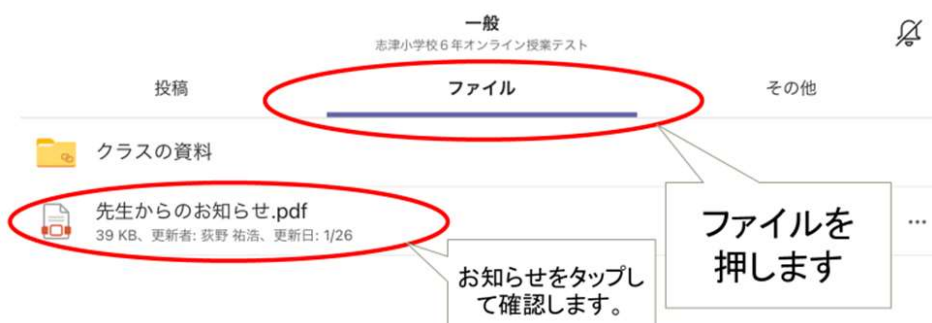 一般
志津小学校6年オンライン授業テスト
投稿
ファイル
その他
クラスの資料
先生からのお知らせ.pdf
39 KB、更新者: 荻野 祐浩、更新日: 1/26
ファイルを
押します
お知らせをタップし
て確認します。